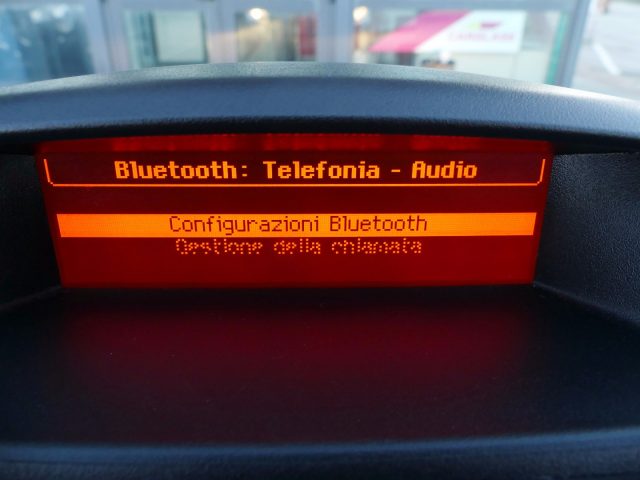 Bluetooth: Telefonia - Audio
Configurazioni Bluetooth
Gestione della chiamata